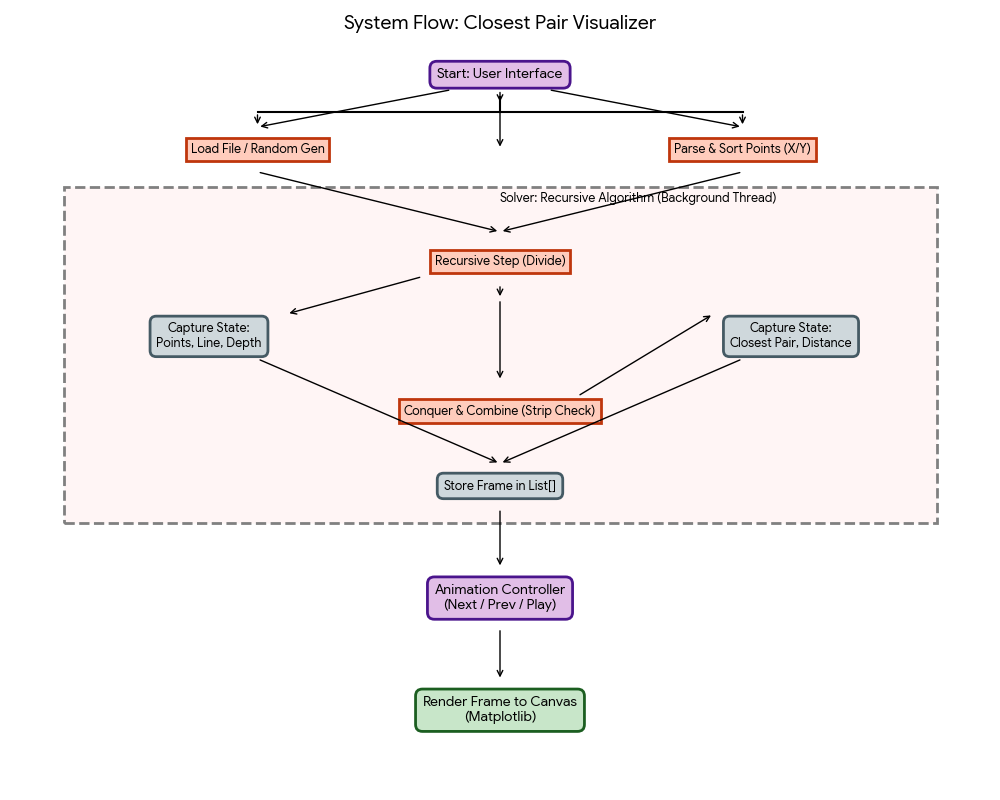 System Flow: Closest Pair Visualizer
Start: User Interface
Load File / Random Gen
Parse & Sort Points (X/Y)
Solver: Recursive Algorithm (Background Thread)
Recursive Step (Divide)
Capture State:
Points, Line, Depth
Capture State:
Closest Pair, Distance
Conquer & Combine (Strip Check)
Store Frame in List[]
Animation Controller
(Next / Prev / Play)
Render Frame to Canvas
(Matplotlib)